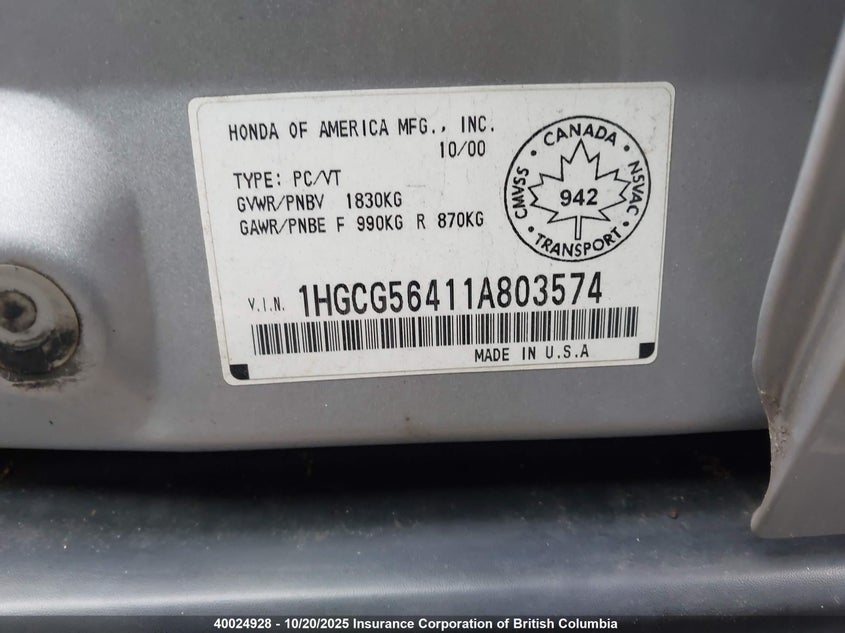 HONDA OF AMERICA MFG., INC.
10/00
TYPE: PC/VT
GVWR/PNBV 1830KG
GAWR/PNBE F 990KG R 870KG
CANADA
CMVSS
NSVAC
942
TRANSPORT
V.I.N. 1HGCG56411A803574
MADE IN U.S.A
40024928 - 10/20/2025 Insurance Corporation of British Columbia